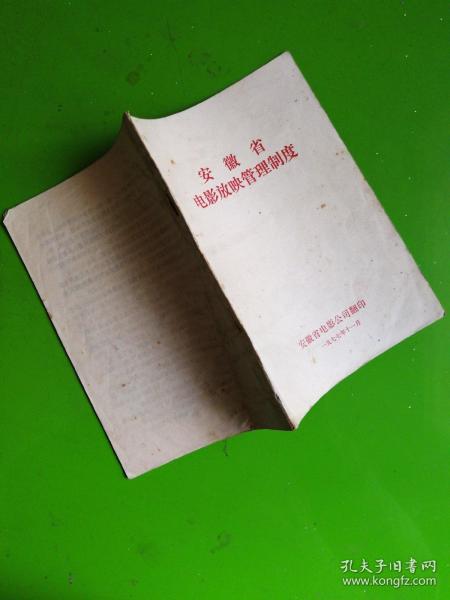 安徽省
电影放映管理制度
安徽省电影公司翻印
一九七七年十一月
孔夫子旧书网
www.kongfz.com